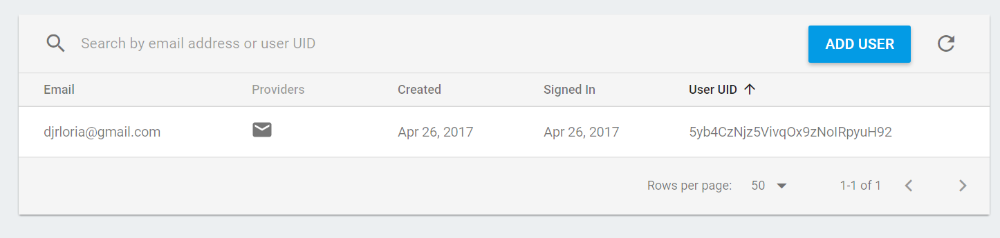 Search by email address or user UID ADD USER
Email Providers Created Signed In User UID
djrloria@gmail.com Apr 26, 2017 Apr 26, 2017 5yb4CzNjz5VivqOx9zNoIRpyuH92
Rows per page: 50 1-1 of 1